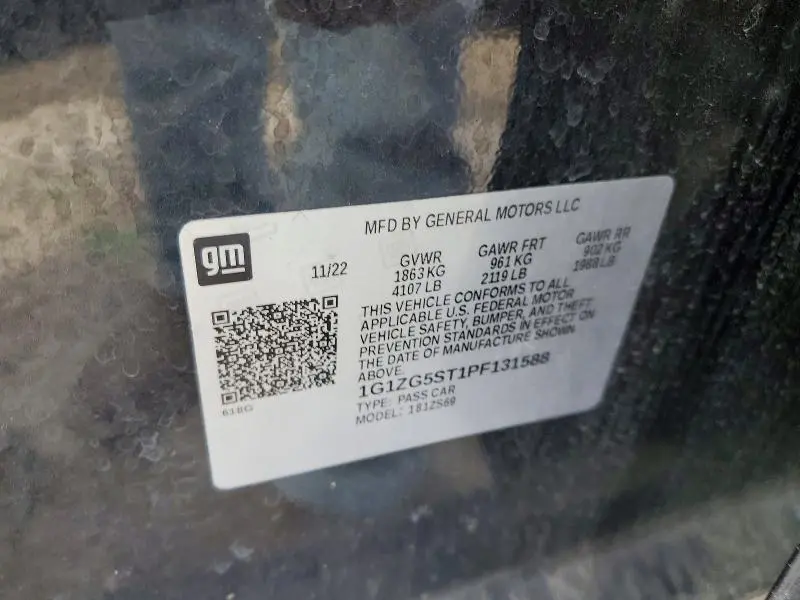 MFD BY GENERAL MOTORS LLC
gm
11/22
GVWR
1863 KG
4107 LB
GAWR FRT
961 KG
2119 LB
GAWR RR
902 KG
1988 LB
THIS VEHICLE CONFORMS TO ALL
APPLICABLE U.S. FEDERAL MOTOR
VEHICLE SAFETY, BUMPER, AND THEFT
PREVENTION STANDARDS IN EFFECT ON
THE DATE OF MANUFACTURE SHOWN
ABOVE.
1G1ZG5ST1PF131588
TYPE: PASS CAR
MODEL: 181ZS69
618G